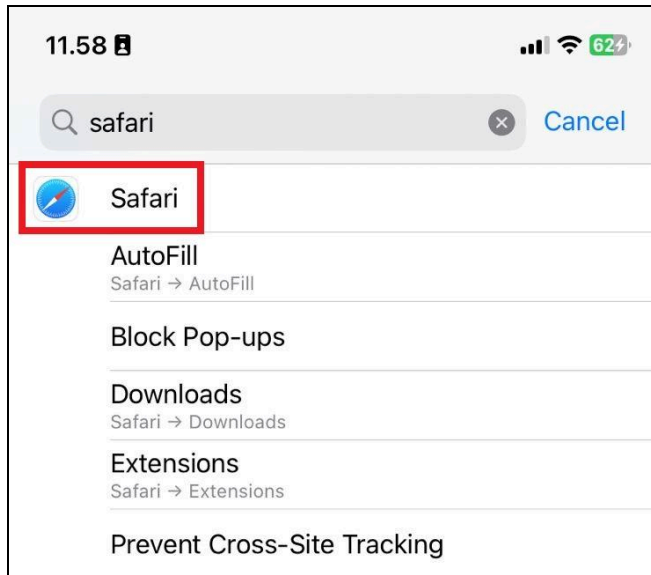 11.58
62
safari
Cancel
Safari
AutoFill
Safari → AutoFill
Block Pop-ups
Downloads
Safari → Downloads
Extensions
Safari → Extensions
Prevent Cross-Site Tracking